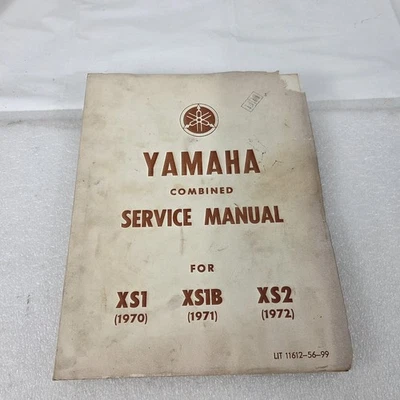 YAMAHA
COMBINED
SERVICE MANUAL
FOR
XS1 XS1B XS2
(1970) (1971) (1972)
LIT 11612-56-99